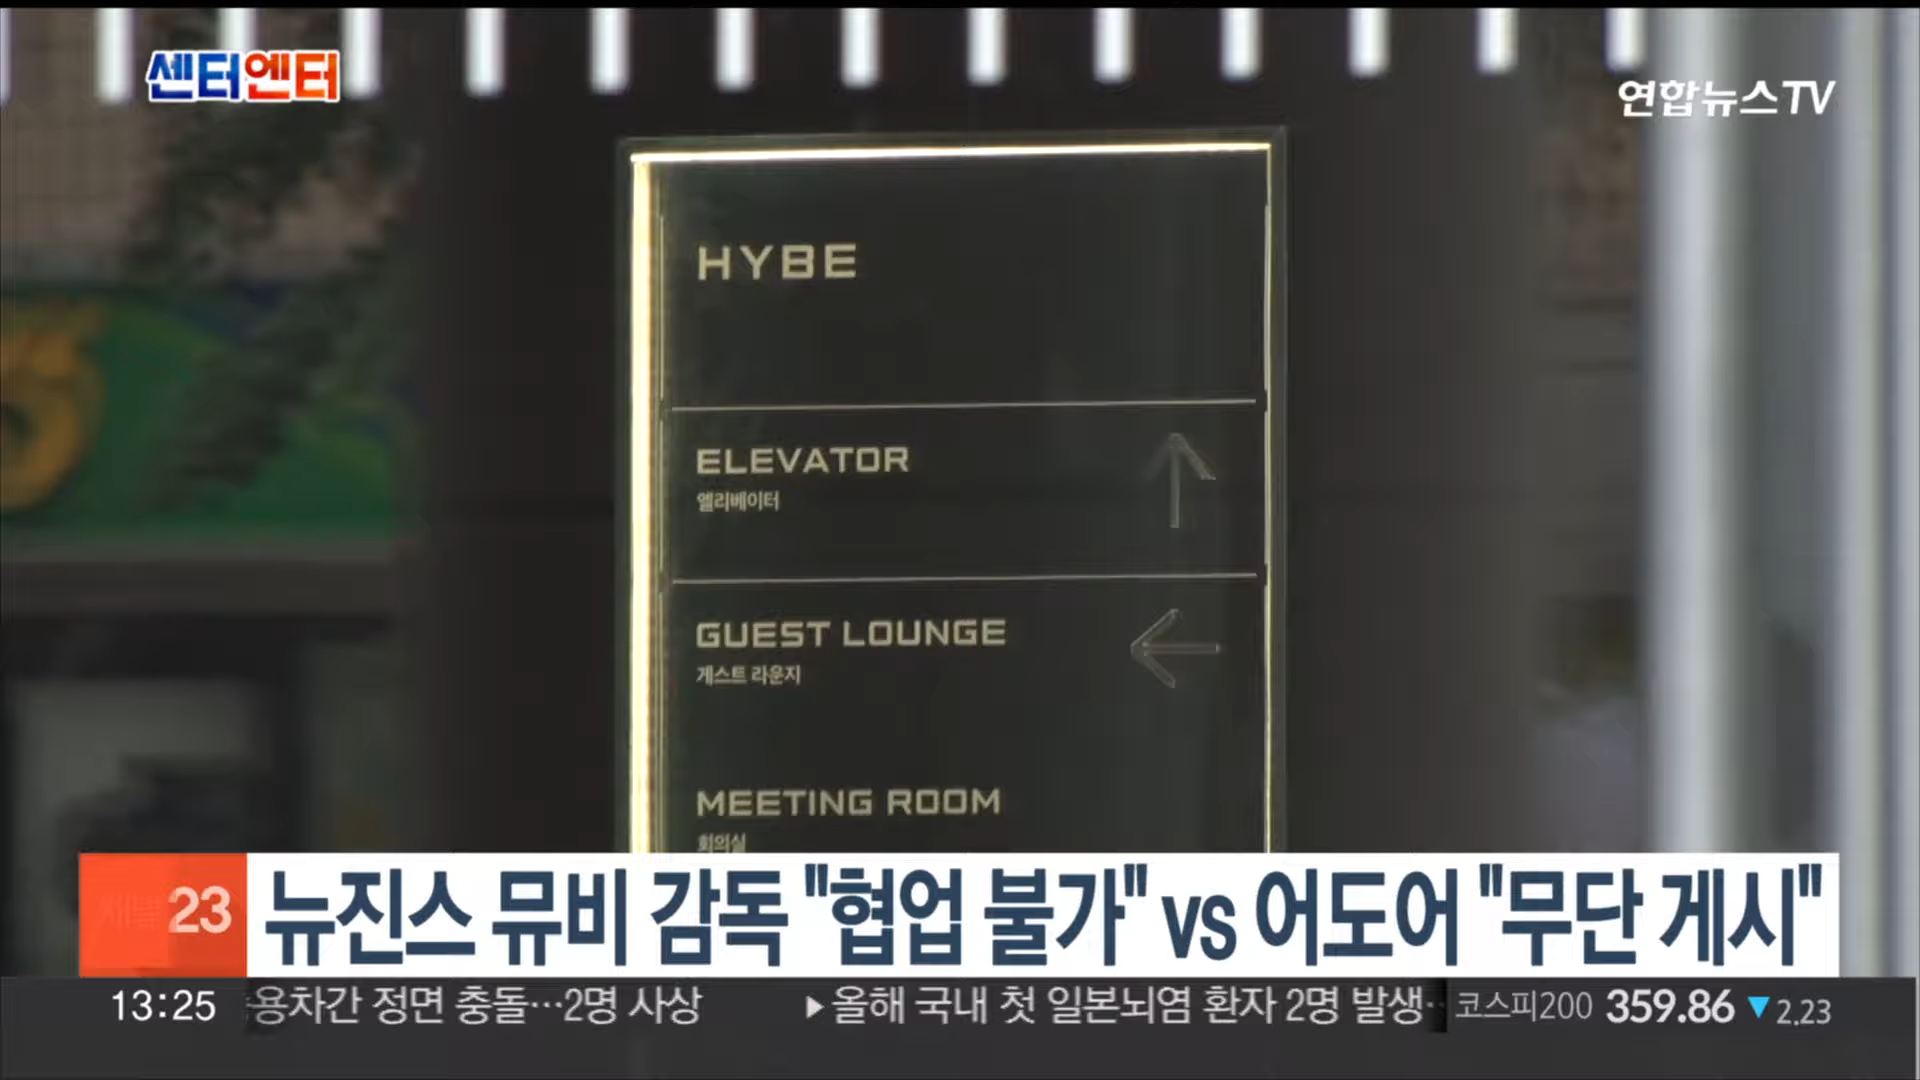 센터엔터
연합뉴스TV
HYBE
ELEVATOR
엘리베이터
GUEST LOUNGE
게스트 라운지
MEETING ROOM
회의실
23 뉴진스 뮤비 감독 "협업 불가" vs 어도어 "무단 게시"
13:25 용차간 정면 충돌…2명 사상 ▶올해 국내 첫 일본뇌염 환자 2명 발생… 코스피200 359.86 ▼2.23